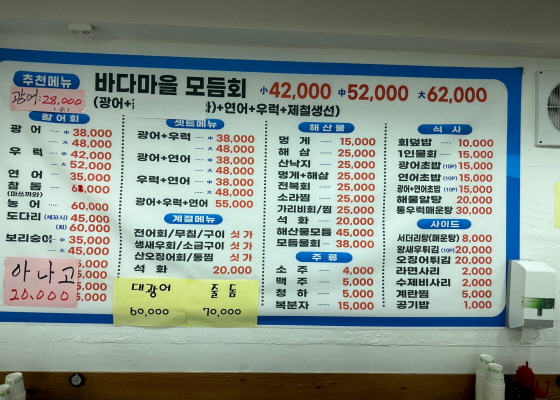 추천메뉴
바다마을 모듬회 小 42,000 中 52,000 大 62,000
(광어+ )+연어+우럭+제철생선)
광어:28,000
(小)
활어회
광 어 中 38,000
大 48,000
우 럭 中 42,000
大 52,000
연 어 35,000
참 돔
(마쓰까와)
농 어 60,000
도다리 (세꼬시) 45,000
(회) 60,000
보리숭어 中 35,000
아나고
20,000
셋트메뉴
광어+우럭 中 38,000
大 48,000
광어+연어 中 38,000
大 48,000
우럭+연어 中 38,000
大 48,000
광어+우럭+연어 55,000
계절메뉴
전어회/무침/구이 싯 가
생새우회/소금구이 싯 가
산오징어회/통찜 싯 가
석 화 20,000
대광어
60,000
줄돔
70,000
해산물
멍 게 15,000
해 삼 25,000
산낙지 25,000
멍게+해삼 25,000
전복회 25,000
소라찜 25,000
가리비회/찜 25,000
석 화 20,000
해산물모듬 45,000
모듬물회 38,000
주 류
소 주 4,000
맥 주 5,000
청 하 5,000
복분자 15,000
식 사
회덮밥 10,000
1인물회 15,000
광어초밥 (10P) 15,000
연어초밥 (10P) 15,000
광어+연어초밥 (10P) 15,000
해물알탕 20,000
통우럭매운탕 30,000
사이드
서더리탕(매운탕) 8,000
왕새우튀김 (10P) 20,000
오징어튀김 20,000
라면사리 2,000
수제비사리 2,000
계란찜 5,000
공기밥 1,000